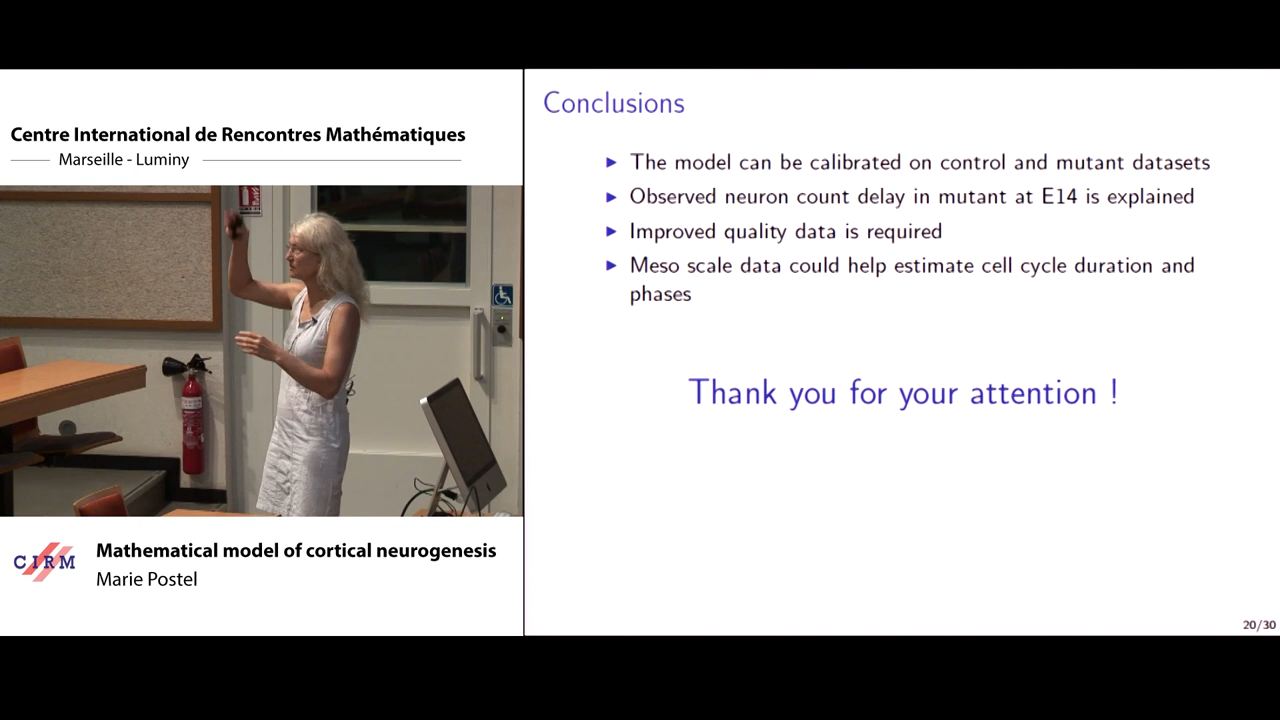 Centre International de Rencontres Mathématiques
Marseille - Luminy
CIRM
Mathematical model of cortical neurogenesis
Marie Postel
Conclusions
▶ The model can be calibrated on control and mutant datasets
▶ Observed neuron count delay in mutant at E14 is explained
▶ Improved quality data is required
▶ Meso scale data could help estimate cell cycle duration and
phases
Thank you for your attention !
20/30